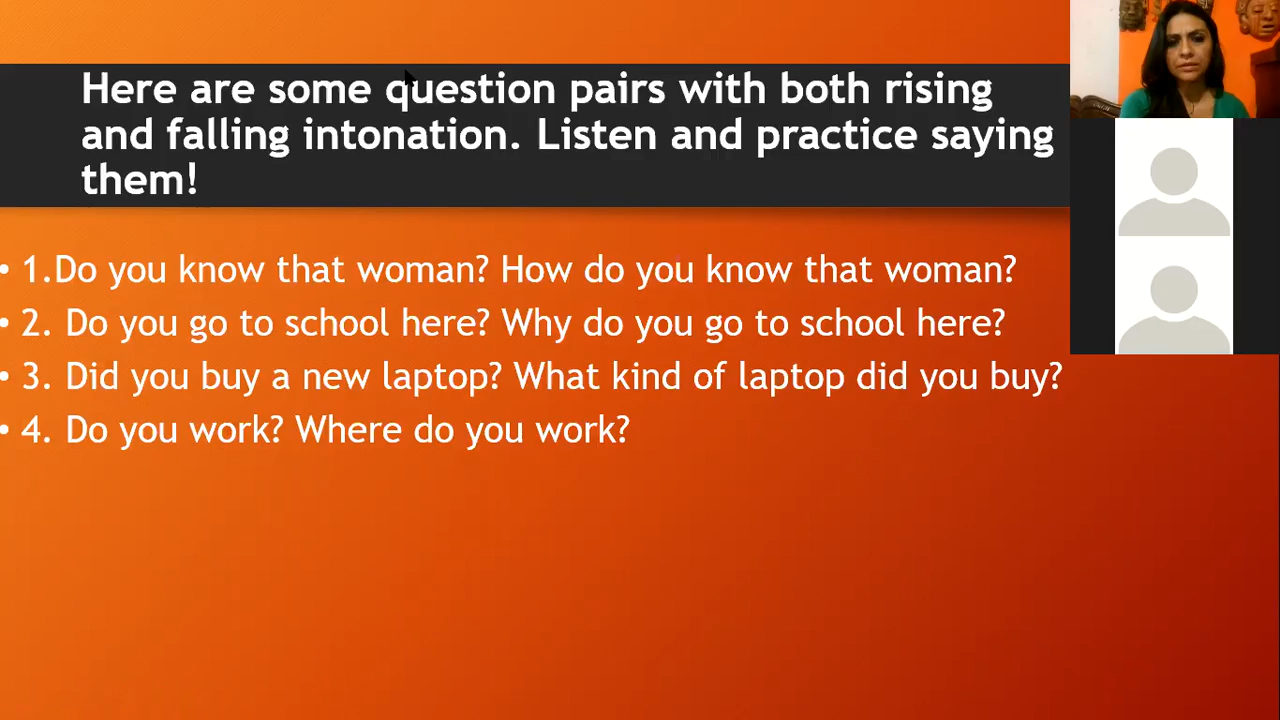 Here are some question pairs with both rising
and falling intonation. Listen and practice saying
them!
• 1.Do you know that woman? How do you know that woman?
• 2. Do you go to school here? Why do you go to school here?
• 3. Did you buy a new laptop? What kind of laptop did you buy?
• 4. Do you work? Where do you work?